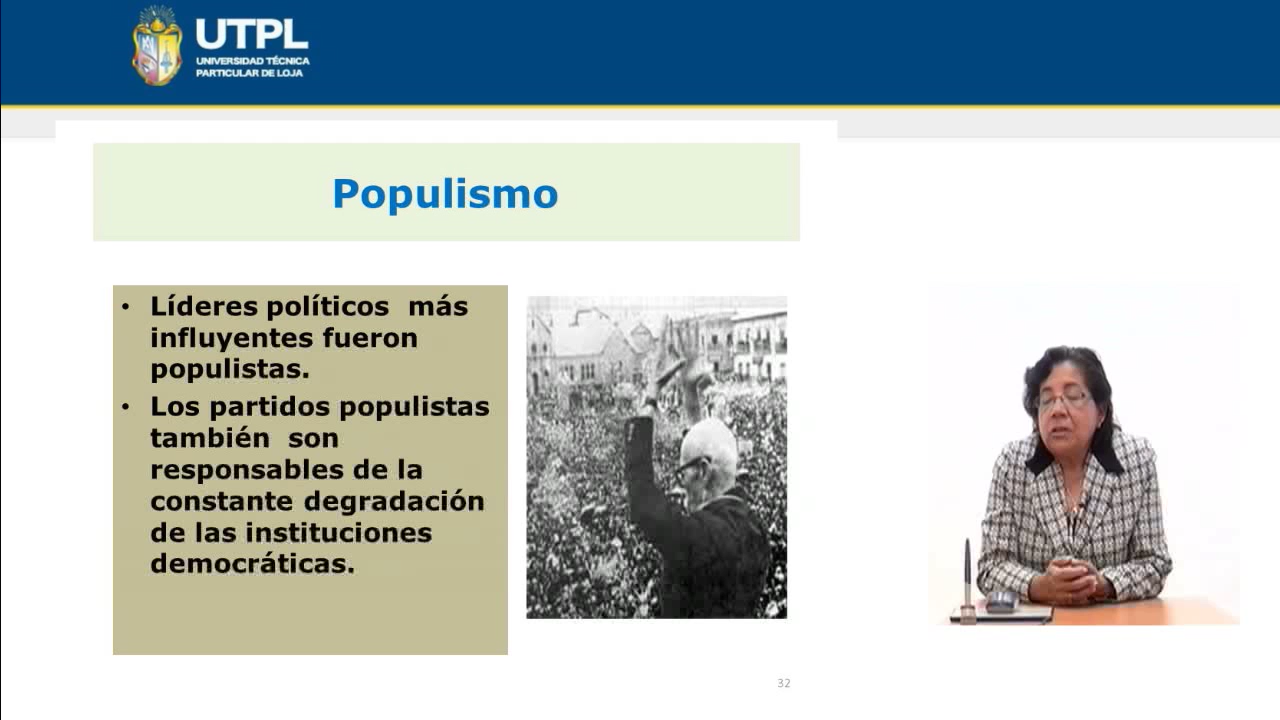 UTPL
UNIVERSIDAD TÉCNICA
PARTICULAR DE LOJA
Populismo
• Líderes políticos  más
influyentes fueron
populistas.
• Los partidos populistas
también  son
responsables de la
constante degradación
de las instituciones
democráticas.
32